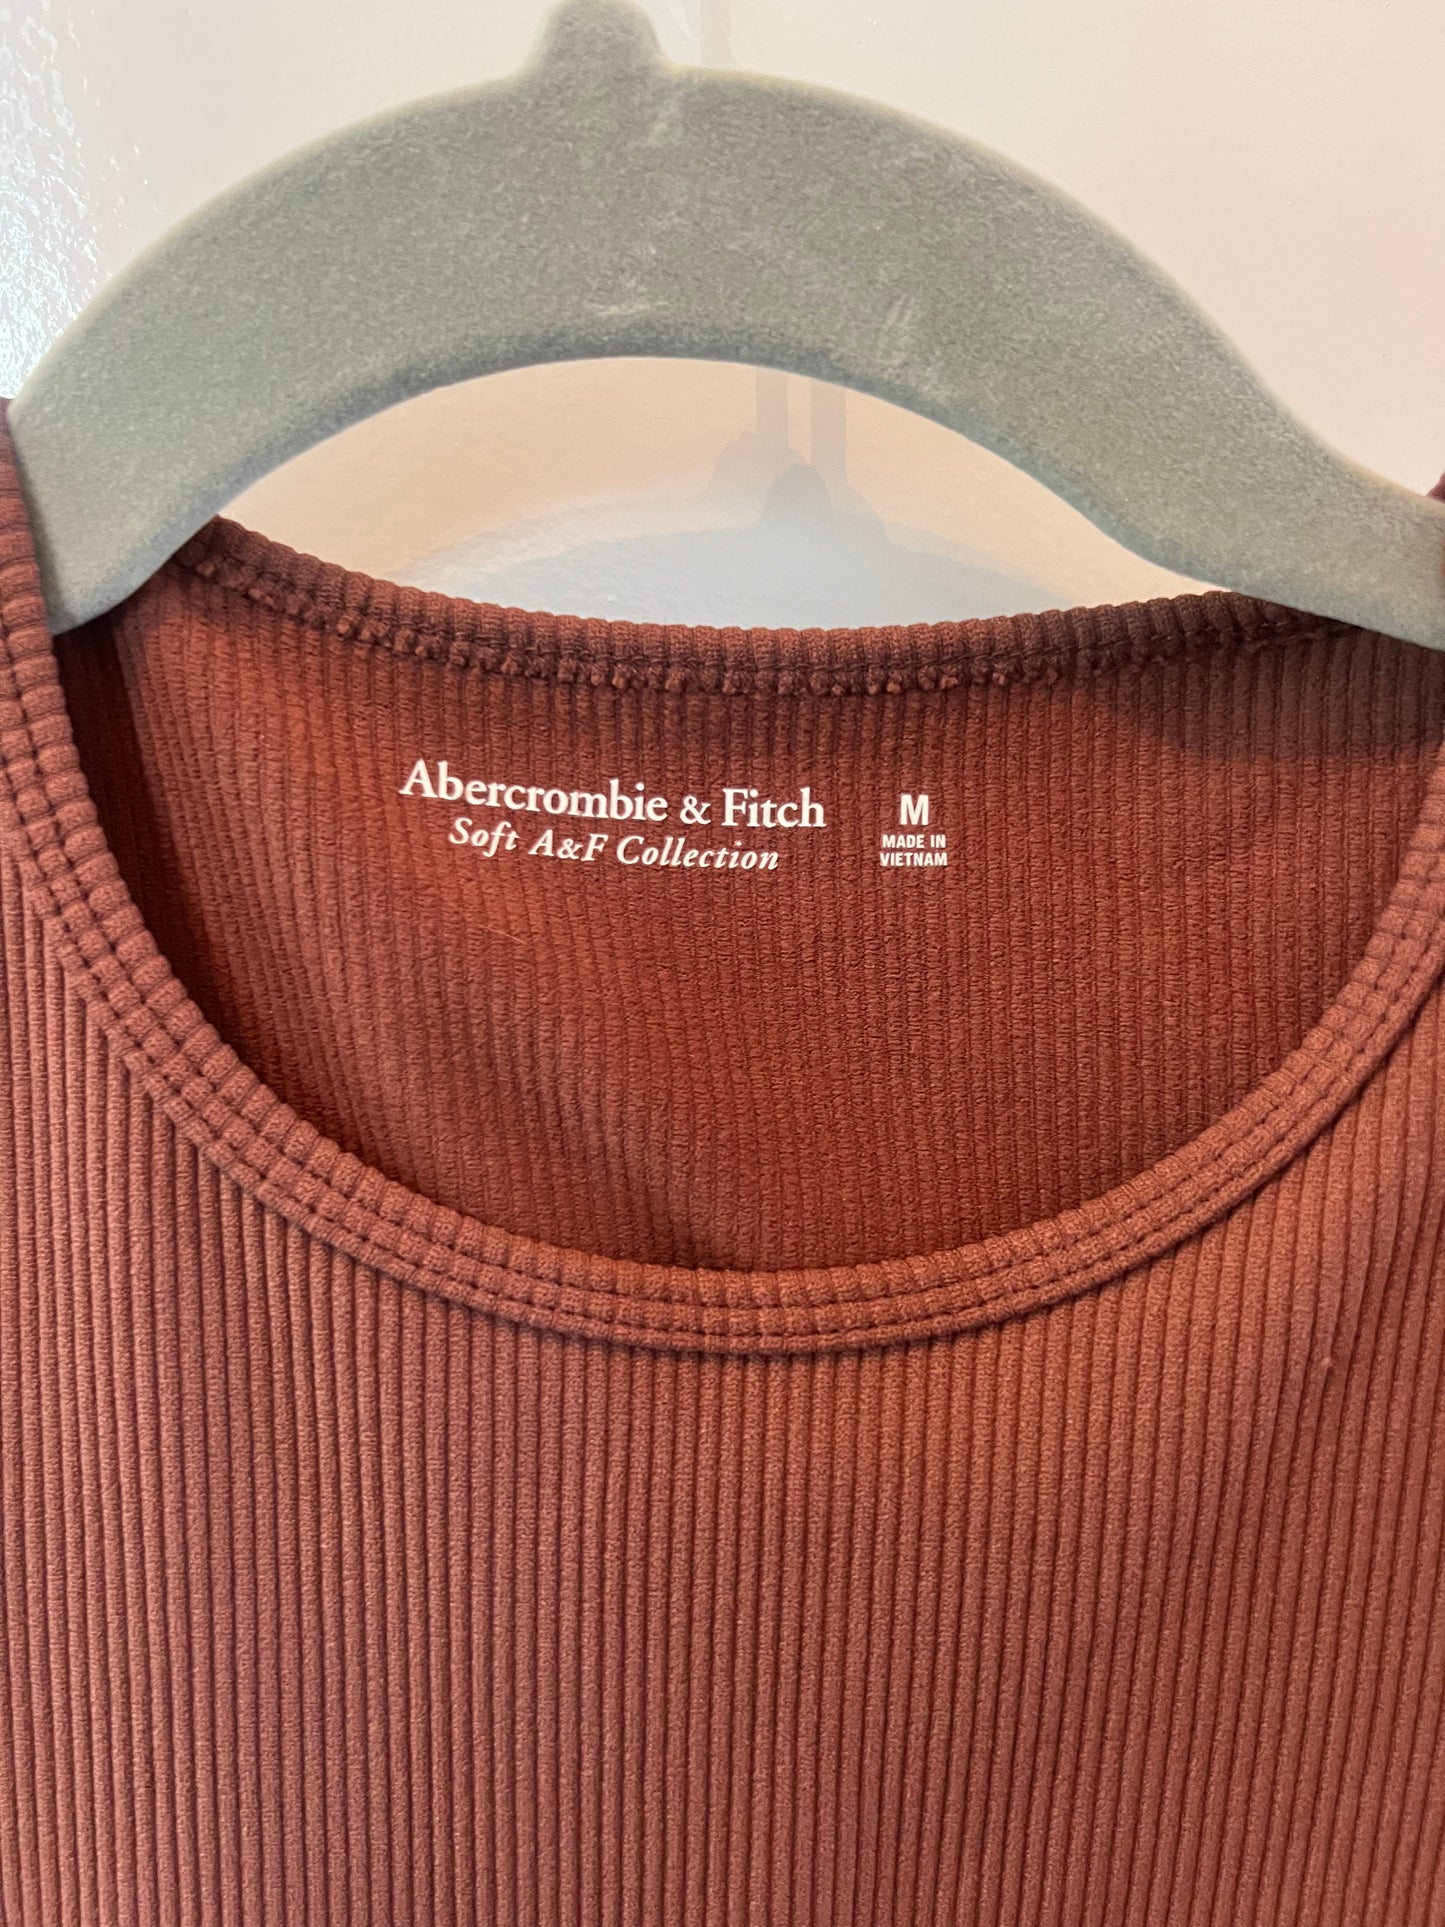 Abercrombie & Fitch
Soft A&F Collection
M
MADE IN
VIETNAM